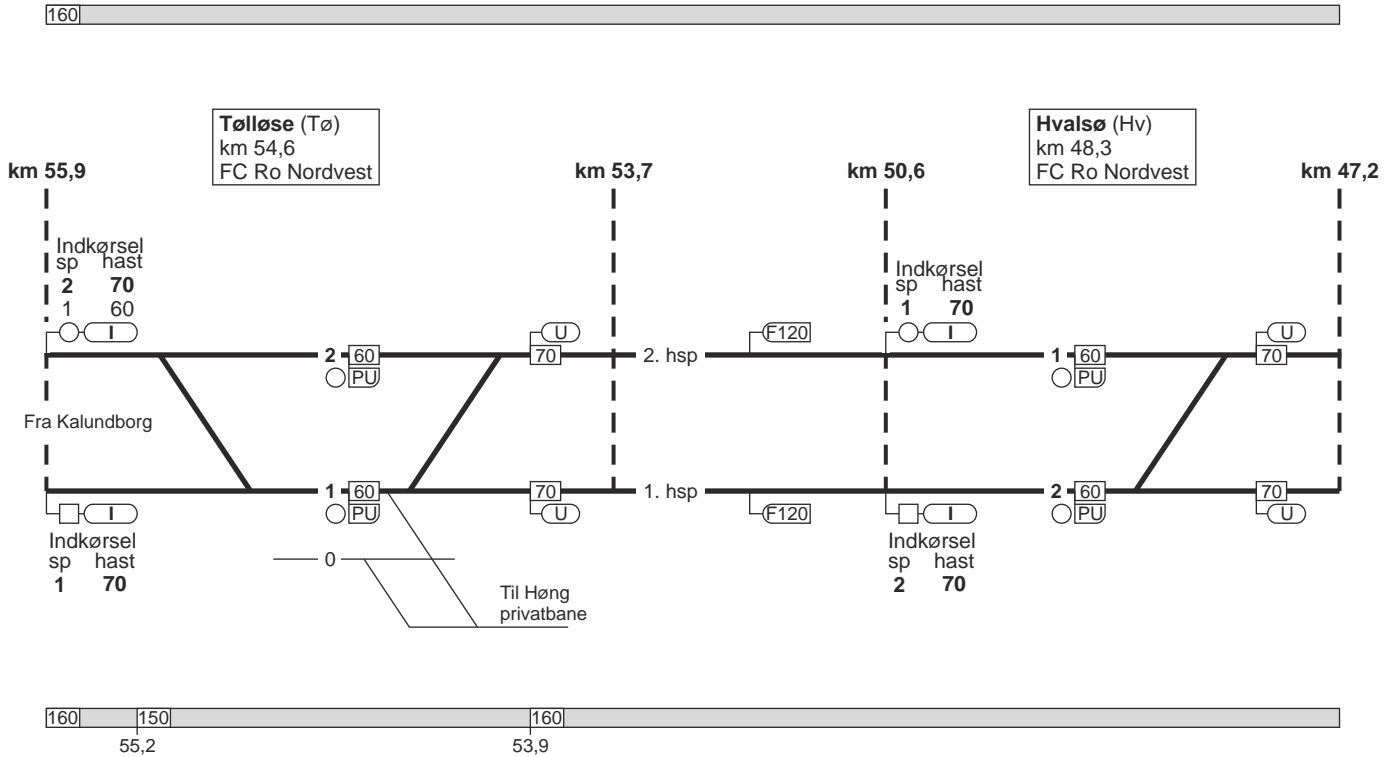 160
Tølløse (Tø)
km 54,6
FC Ro Nordvest
Hvalsø (Hv)
km 48,3
FC Ro Nordvest
km 55,9
km 53,7
km 50,6
km 47,2
Indkørsel
sp hast
2 70
1 60
I
Indkørsel
sp hast
1 70
I
U
F120
U
2 60
70
2. hsp
1 60
70
PU
PU
Fra Kalundborg
1 60
70
1. hsp
2 60
70
I
PU
U
F120
I
PU
U
Indkørsel
sp hast
1 70
Indkørsel
sp hast
2 70
0
Til Høng
privatbane
160
150
160
55,2
53,9